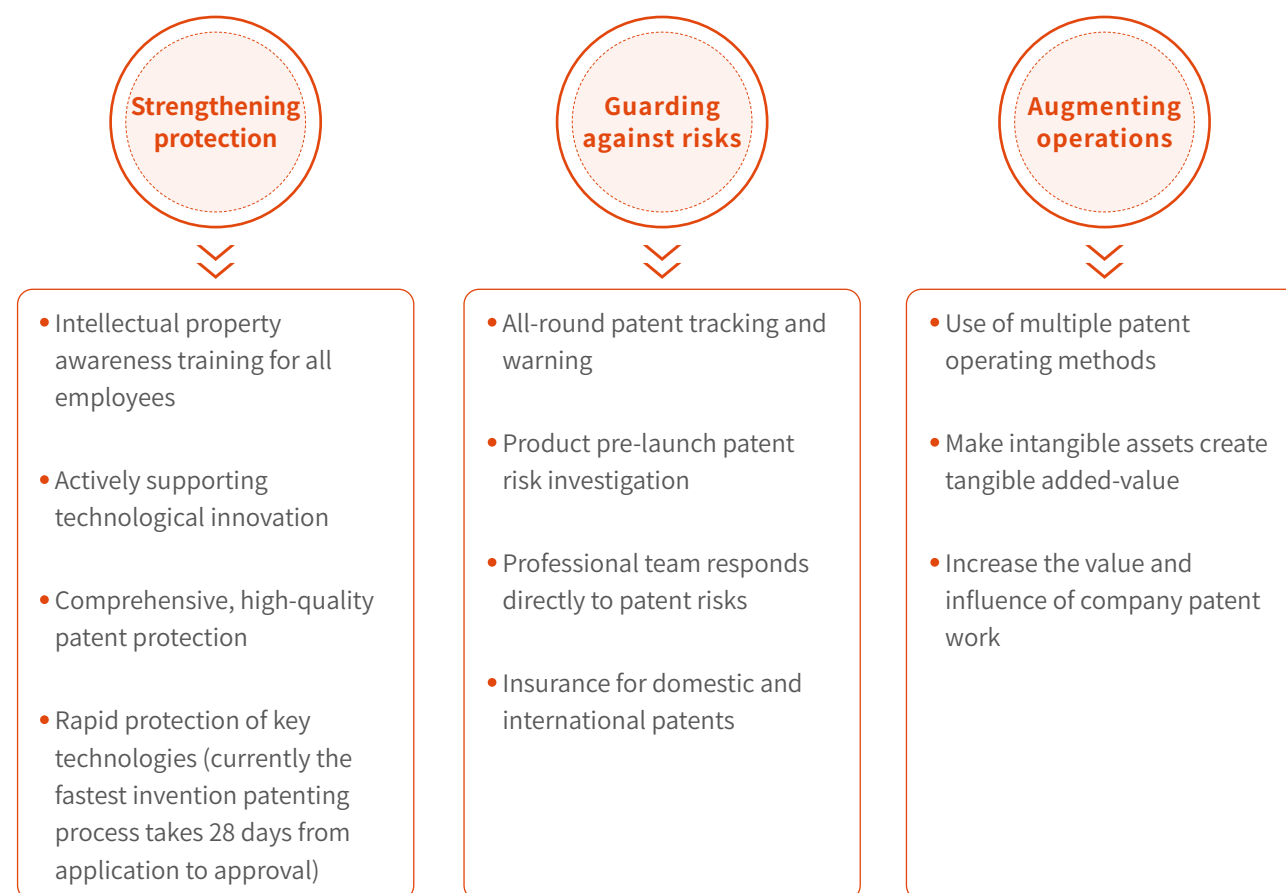 Strengthening
protection
• Intellectual property
awareness training for all
employees
• Actively supporting
technological innovation
• Comprehensive, high-quality
patent protection
• Rapid protection of key
technologies (currently the
fastest invention patenting
process takes 28 days from
application to approval)
Guarding
against risks
• All-round patent tracking and
warning
• Product pre-launch patent
risk investigation
• Professional team responds
directly to patent risks
• Insurance for domestic and
international patents
Augmenting
operations
• Use of multiple patent
operating methods
• Make intangible assets create
tangible added-value
• Increase the value and
influence of company patent
work